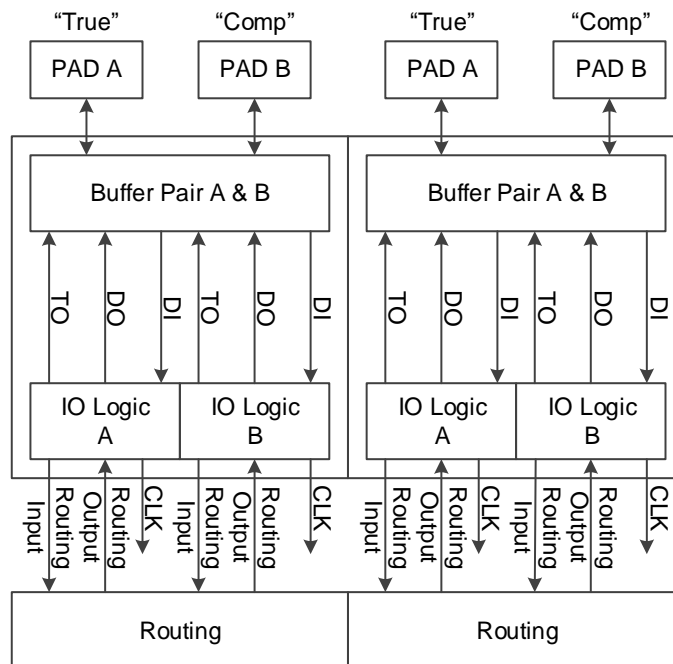 “True”
“Comp”
“True”
“Comp”
PAD A
PAD B
PAD A
PAD B
Buffer Pair A & B
Buffer Pair A & B
TO
DO
DI
TO
DO
DI
TO
DO
DI
TO
DO
DI
IO Logic
A
IO Logic
B
IO Logic
A
IO Logic
B
Routing
Input
Routing
Output
CLK
Routing
Input
Routing
Output
CLK
Routing
Input
Routing
Output
CLK
Routing
Input
Routing
Output
CLK
Routing
Routing